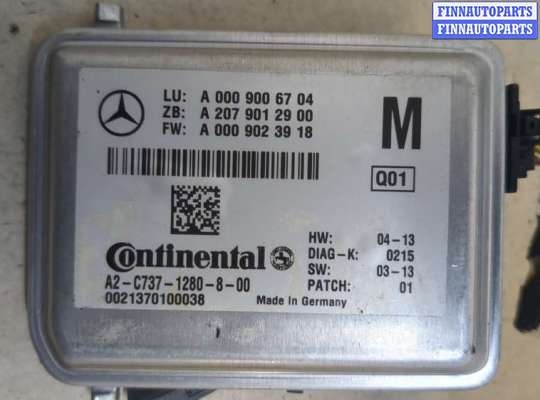 FINNAUTOPARTS
FINNAUTOPARTS
LU: A 000 900 67 04
ZB: A 207 901 29 00
FW: A 000 902 39 18
M
Q01
Continental
HW: 04-13
DIAG-K: 0215
SW: 03-13
PATCH: 01
A2-C737-1280-8-00
0021370100038
Made in Germany